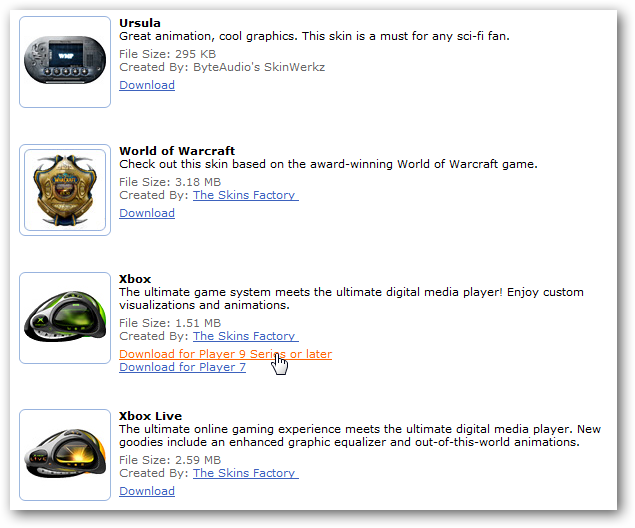 Ursula
Great animation, cool graphics. This skin is a must for any sci-fi fan.
File Size: 295 KB
Created By: ByteAudio's SkinWerkz
Download
World of Warcraft
Check out this skin based on the award-winning World of Warcraft game.
File Size: 3.18 MB
Created By: The Skins Factory
Download
Xbox
The ultimate game system meets the ultimate digital media player! Enjoy custom
visualizations and animations.
File Size: 1.51 MB
Created By: The Skins Factory
Download for Player 9 Series or later
Download for Player 7
Xbox Live
The ultimate online gaming experience meets the ultimate digital media player. New
goodies include an enhanced graphic equalizer and out-of-this-world animations.
File Size: 2.59 MB
Created By: The Skins Factory
Download